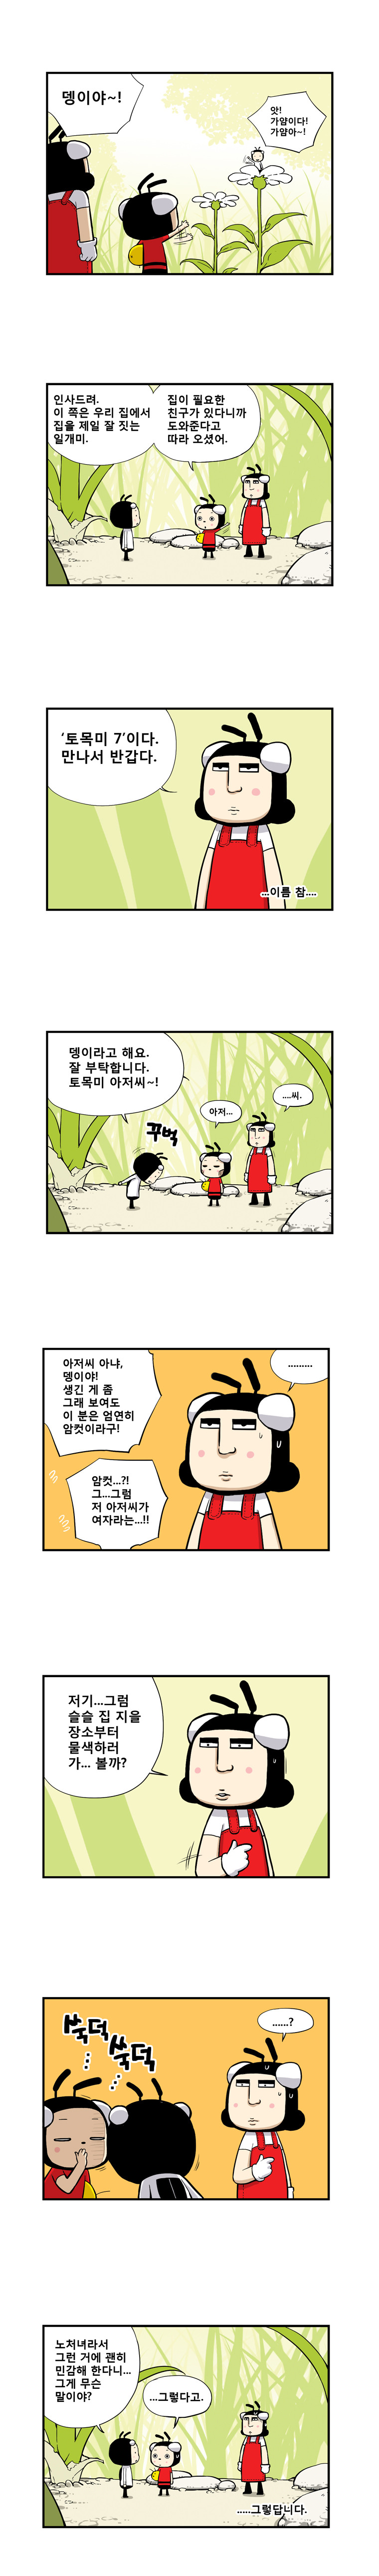 뎅이야~!
앗!
가얌이다!
가얌아~!
인사드려.
이 쪽은 우리 집에서
집을 제일 잘 짓는
일개미.
집이 필요한
친구가 있다니까
도와준다고
따라 오셨어.
‘토목미 7’이다.
만나서 반갑다.
...이름 참....
뎅이라고 해요.
잘 부탁합니다.
토목미 아저씨~!
꾸벅
아저...
....씨.
아저씨 아냐,
뎅이야!
생긴 게 좀
그래 보여도
이 분은 엄연히
암컷이라구!
.........
암컷...?!
그...그럼
저 아저씨가
여자라는...!!
저기...그럼
슬슬 집 지을
장소부터
물색하러
가... 볼까?
쑥덕...
쑥덕...
......?
노처녀라서
그런 거에 괜히
민감해 한다니...
그게 무슨
말이야?
...그렇다고.
.....그렇답니다.